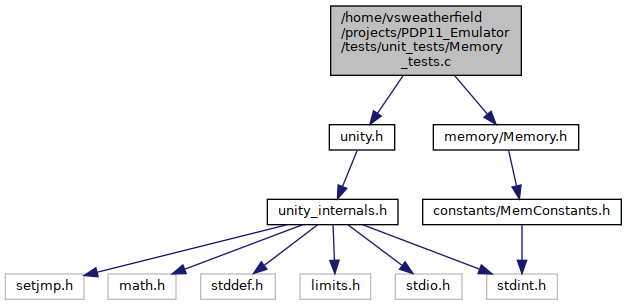 /home/vsweatherfield
/projects/PDP11_Emulator
/tests/unit_tests/Memory
_tests.c
unity.h
memory/Memory.h
unity_internals.h
constants/MemConstants.h
setjmp.h
math.h
stddef.h
limits.h
stdio.h
stdint.h